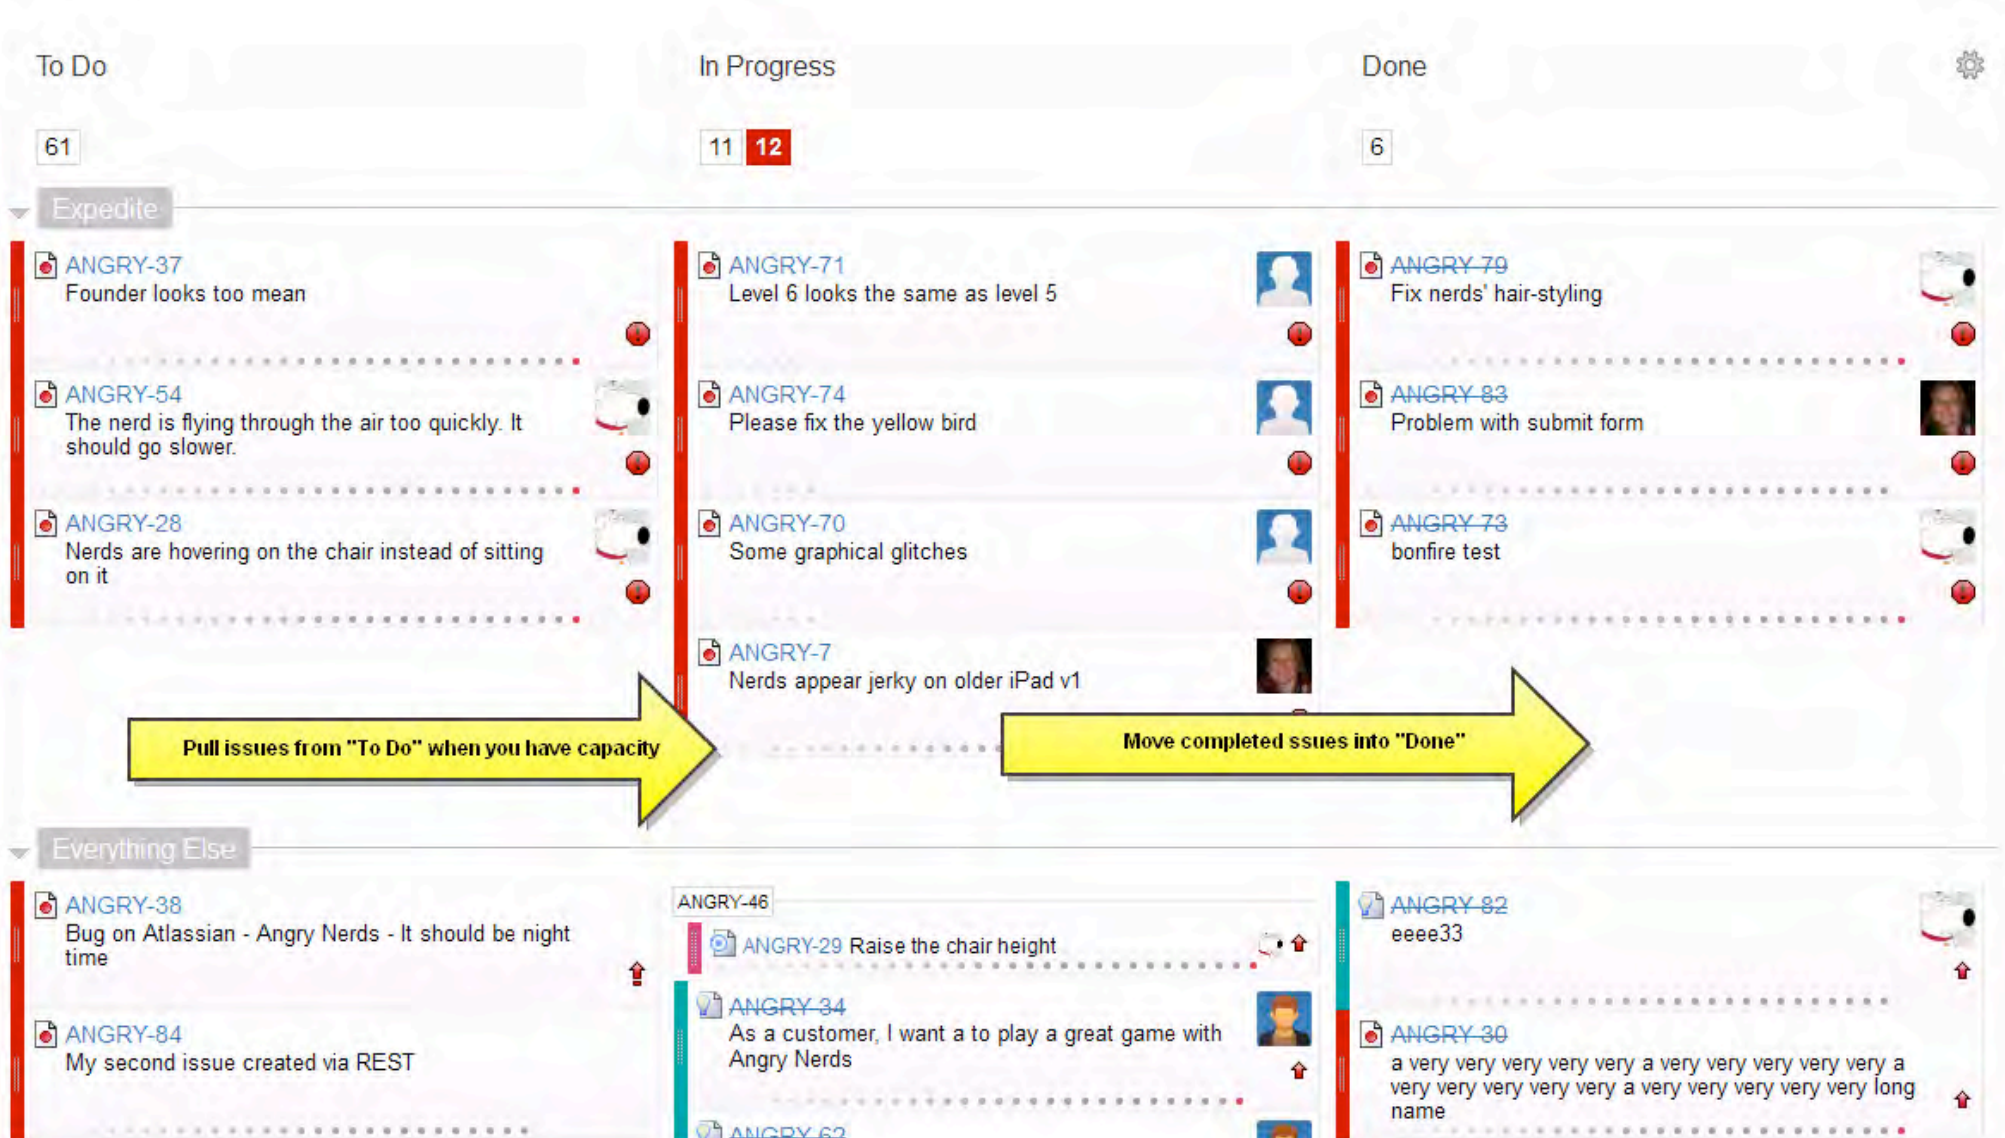 To Do
In Progress
Done
61
11 12
6
Expedite
ANGRY-37
Founder looks too mean
ANGRY-54
The nerd is flying through the air too quickly. It
should go slower.
ANGRY-28
Nerds are hovering on the chair instead of sitting
on it
ANGRY-71
Level 6 looks the same as level 5
ANGRY-74
Please fix the yellow bird
ANGRY-70
Some graphical glitches
ANGRY-7
Nerds appear jerky on older iPad v1
ANGRY-79
Fix nerds' hair-styling
ANGRY-83
Problem with submit form
ANGRY-73
bonfire test
Pull issues from "To Do" when you have capacity
Move completed ssues into "Done"
Everything Else
ANGRY-38
Bug on Atlassian - Angry Nerds - It should be night
time
ANGRY-84
My second issue created via REST
ANGRY-46
ANGRY-29 Raise the chair height
ANGRY-34
As a customer, I want a to play a great game with
Angry Nerds
ANGRY-62
ANGRY-82
eeee33
ANGRY-30
a very very very very very a very very very very very a
very very very very very a very very very very very long
name